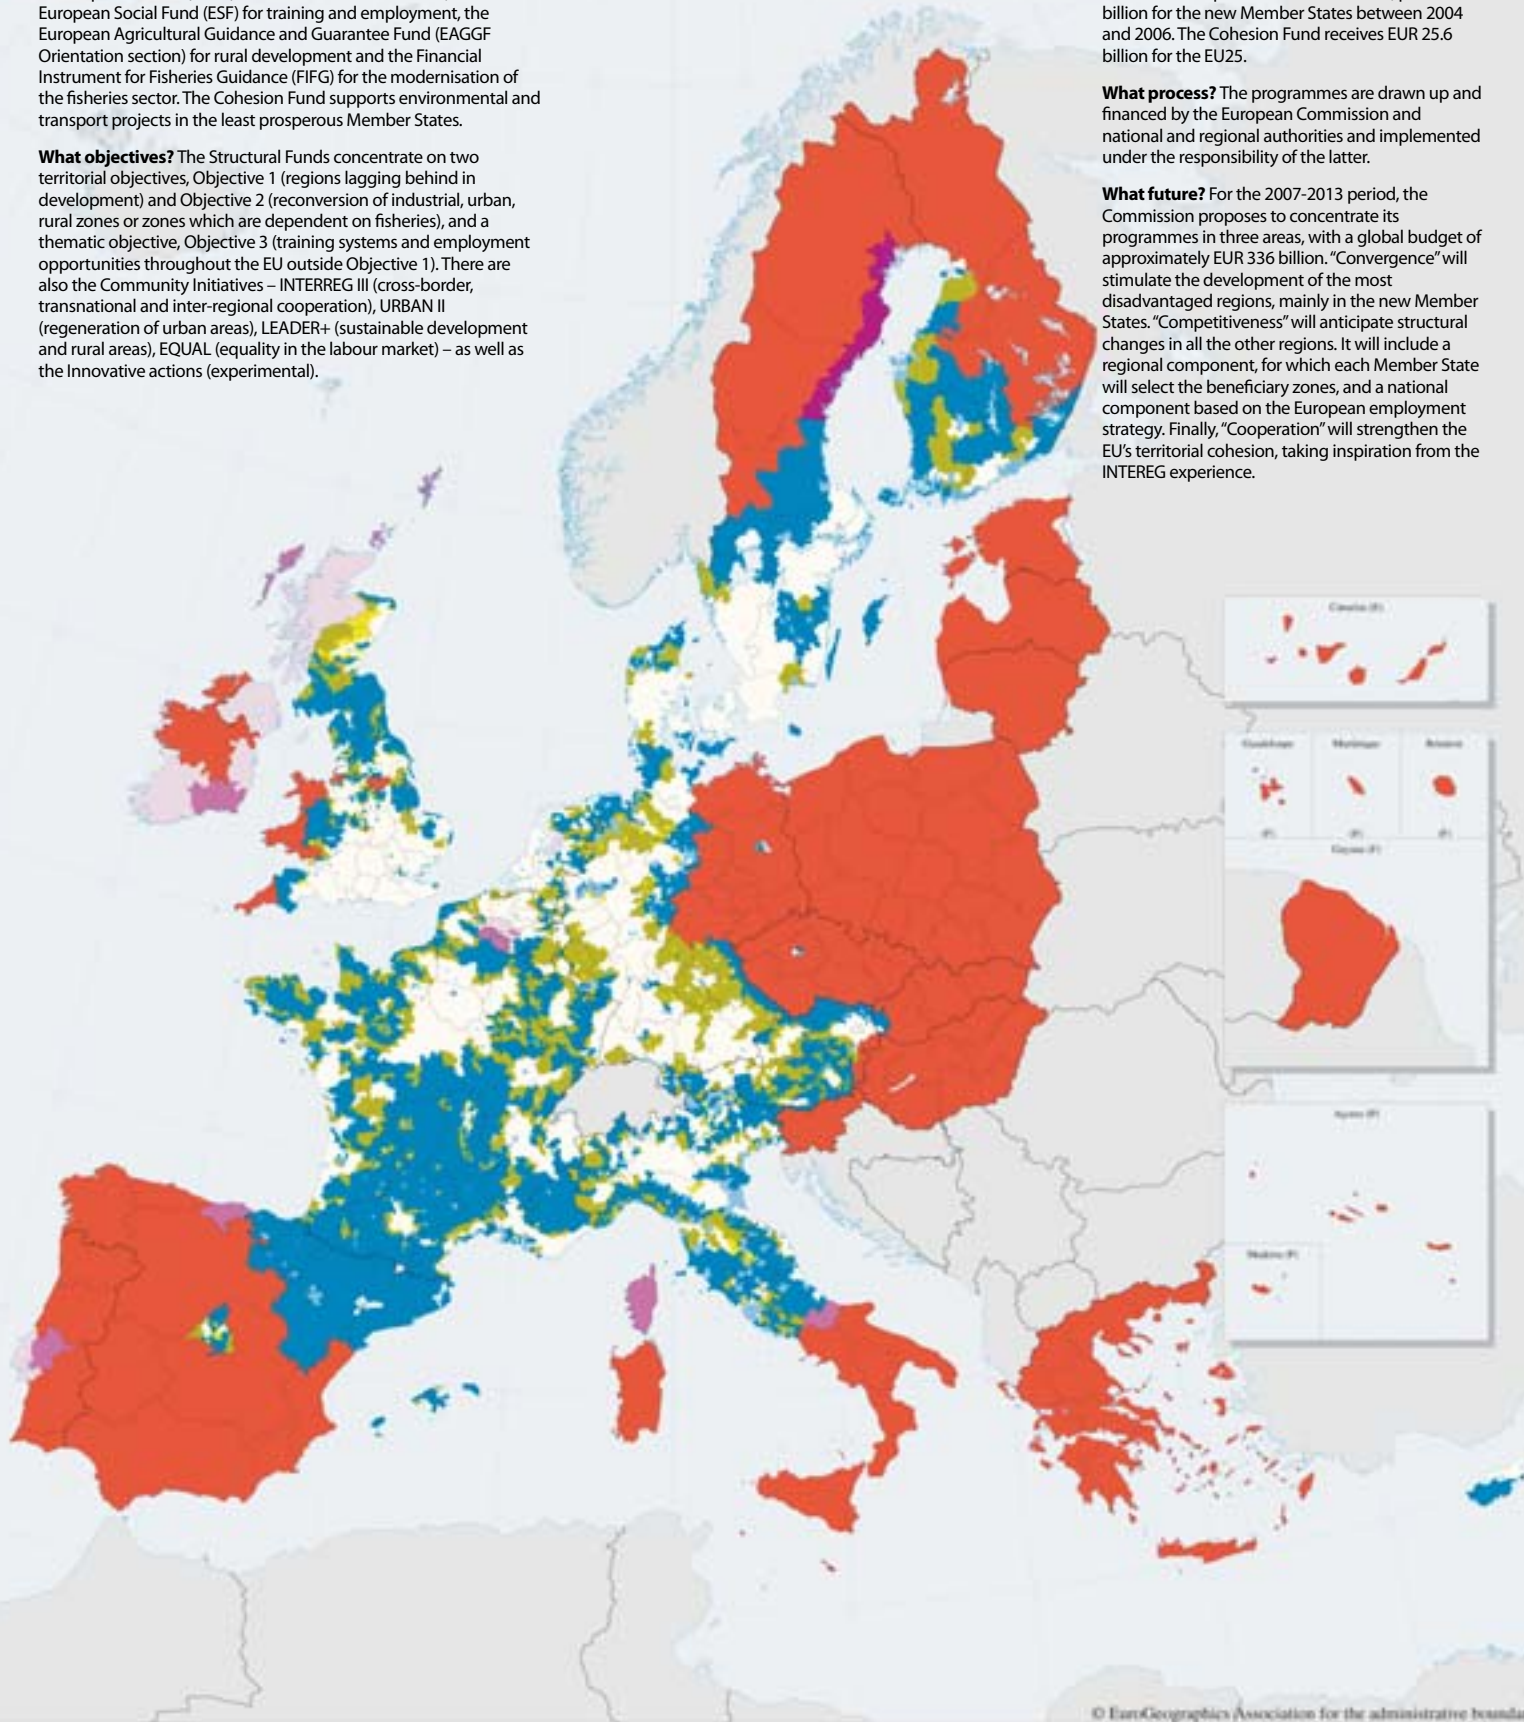 European Social Fund (ESF) for training and employment, the
European Agricultural Guidance and Guarantee Fund (EAGGF
Orientation section) for rural development and the Financial
Instrument for Fisheries Guidance (FIFG) for the modernisation of
the fisheries sector. The Cohesion Fund supports environmental and
transport projects in the least prosperous Member States.
What objectives? The Structural Funds concentrate on two
territorial objectives, Objective 1 (regions lagging behind in
development) and Objective 2 (reconversion of industrial, urban,
rural zones or zones which are dependent on fisheries), and a
thematic objective, Objective 3 (training systems and employment
opportunities throughout the EU outside Objective 1). There are
also the Community Initiatives – INTERREG III (cross-border,
transnational and inter-regional cooperation), URBAN II
(regeneration of urban areas), LEADER+ (sustainable development
and rural areas), EQUAL (equality in the labour market) – as well as
the Innovative actions (experimental).
billion for the new Member States between 2004
and 2006. The Cohesion Fund receives EUR 25.6
billion for the EU25.
What process? The programmes are drawn up and
financed by the European Commission and
national and regional authorities and implemented
under the responsibility of the latter.
What future? For the 2007-2013 period, the
Commission proposes to concentrate its
programmes in three areas, with a global budget of
approximately EUR 336 billion. “Convergence” will
stimulate the development of the most
disadvantaged regions, mainly in the new Member
States. “Competitiveness” will anticipate structural
changes in all the other regions. It will include a
regional component, for which each Member State
will select the beneficiary zones, and a national
component based on the European employment
strategy. Finally, “Cooperation” will strengthen the
EU’s territorial cohesion, taking inspiration from the
INTEREG experience.
Guadeloupe Martinique
(F) (F) (F)
Guyane (F)
Madeira (P)
© EuroGeographics Association for the administrative